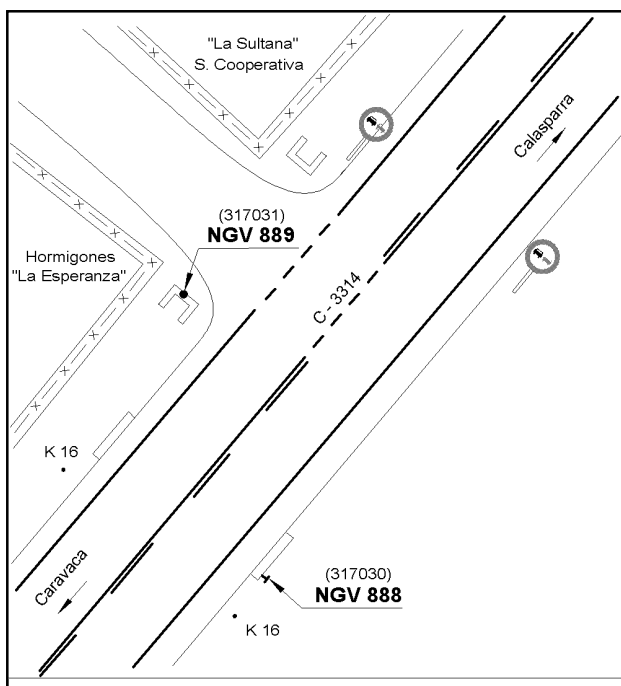 "La Sultana"
S. Cooperativa
Calasparra
(317031)
NGV 889
Hormigones
"La Esperanza"
C - 3314
K 16
Caravaca
(317030)
NGV 888
K 16